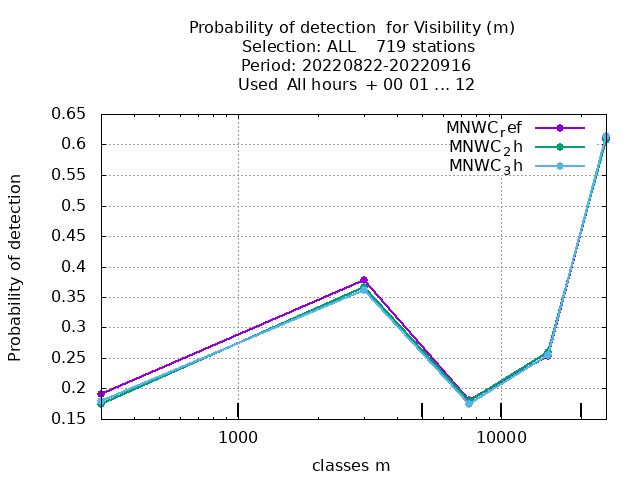 Probability of detection  for Visibility (m)
Selection: ALL    719 stations
Period: 20220822-20220916
Used  All hours  + 00 01 ... 12
0.65
0.6
0.55
0.5
0.45
0.4
0.35
0.3
0.25
0.2
0.15
Probability of detection
MNWC_ref
MNWC_2h
MNWC_3h
1000
10000
classes m